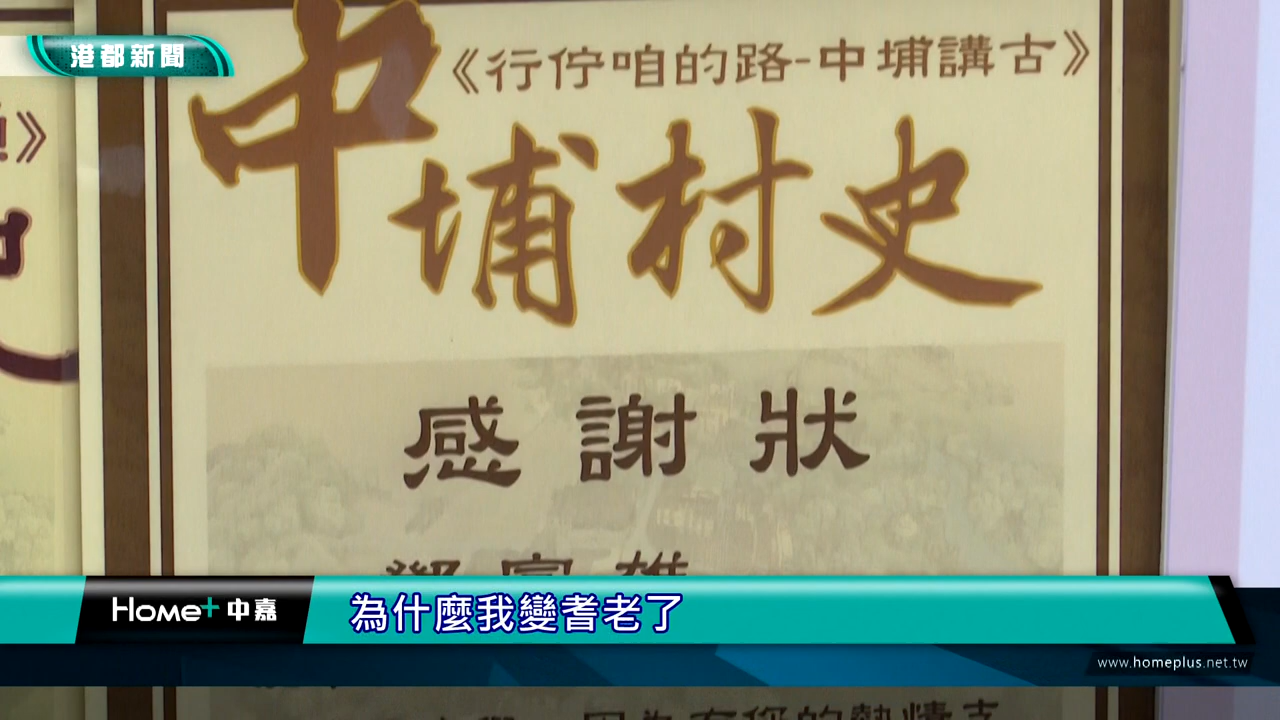 港都新聞
《行佇咱的路-中埔講古》
中埔村史
感謝狀
Home+中嘉
為什麼我變耆老了
www.homeplus.net.tw